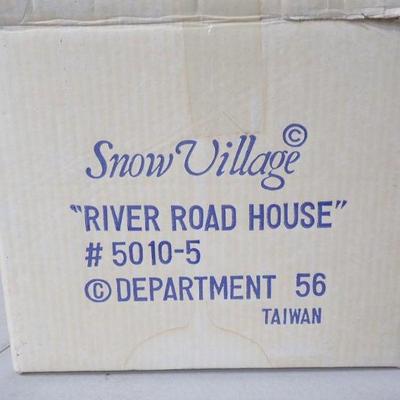 Snow Village ©
"RIVER ROAD HOUSE"
# 5010-5
© DEPARTMENT 56
TAIWAN